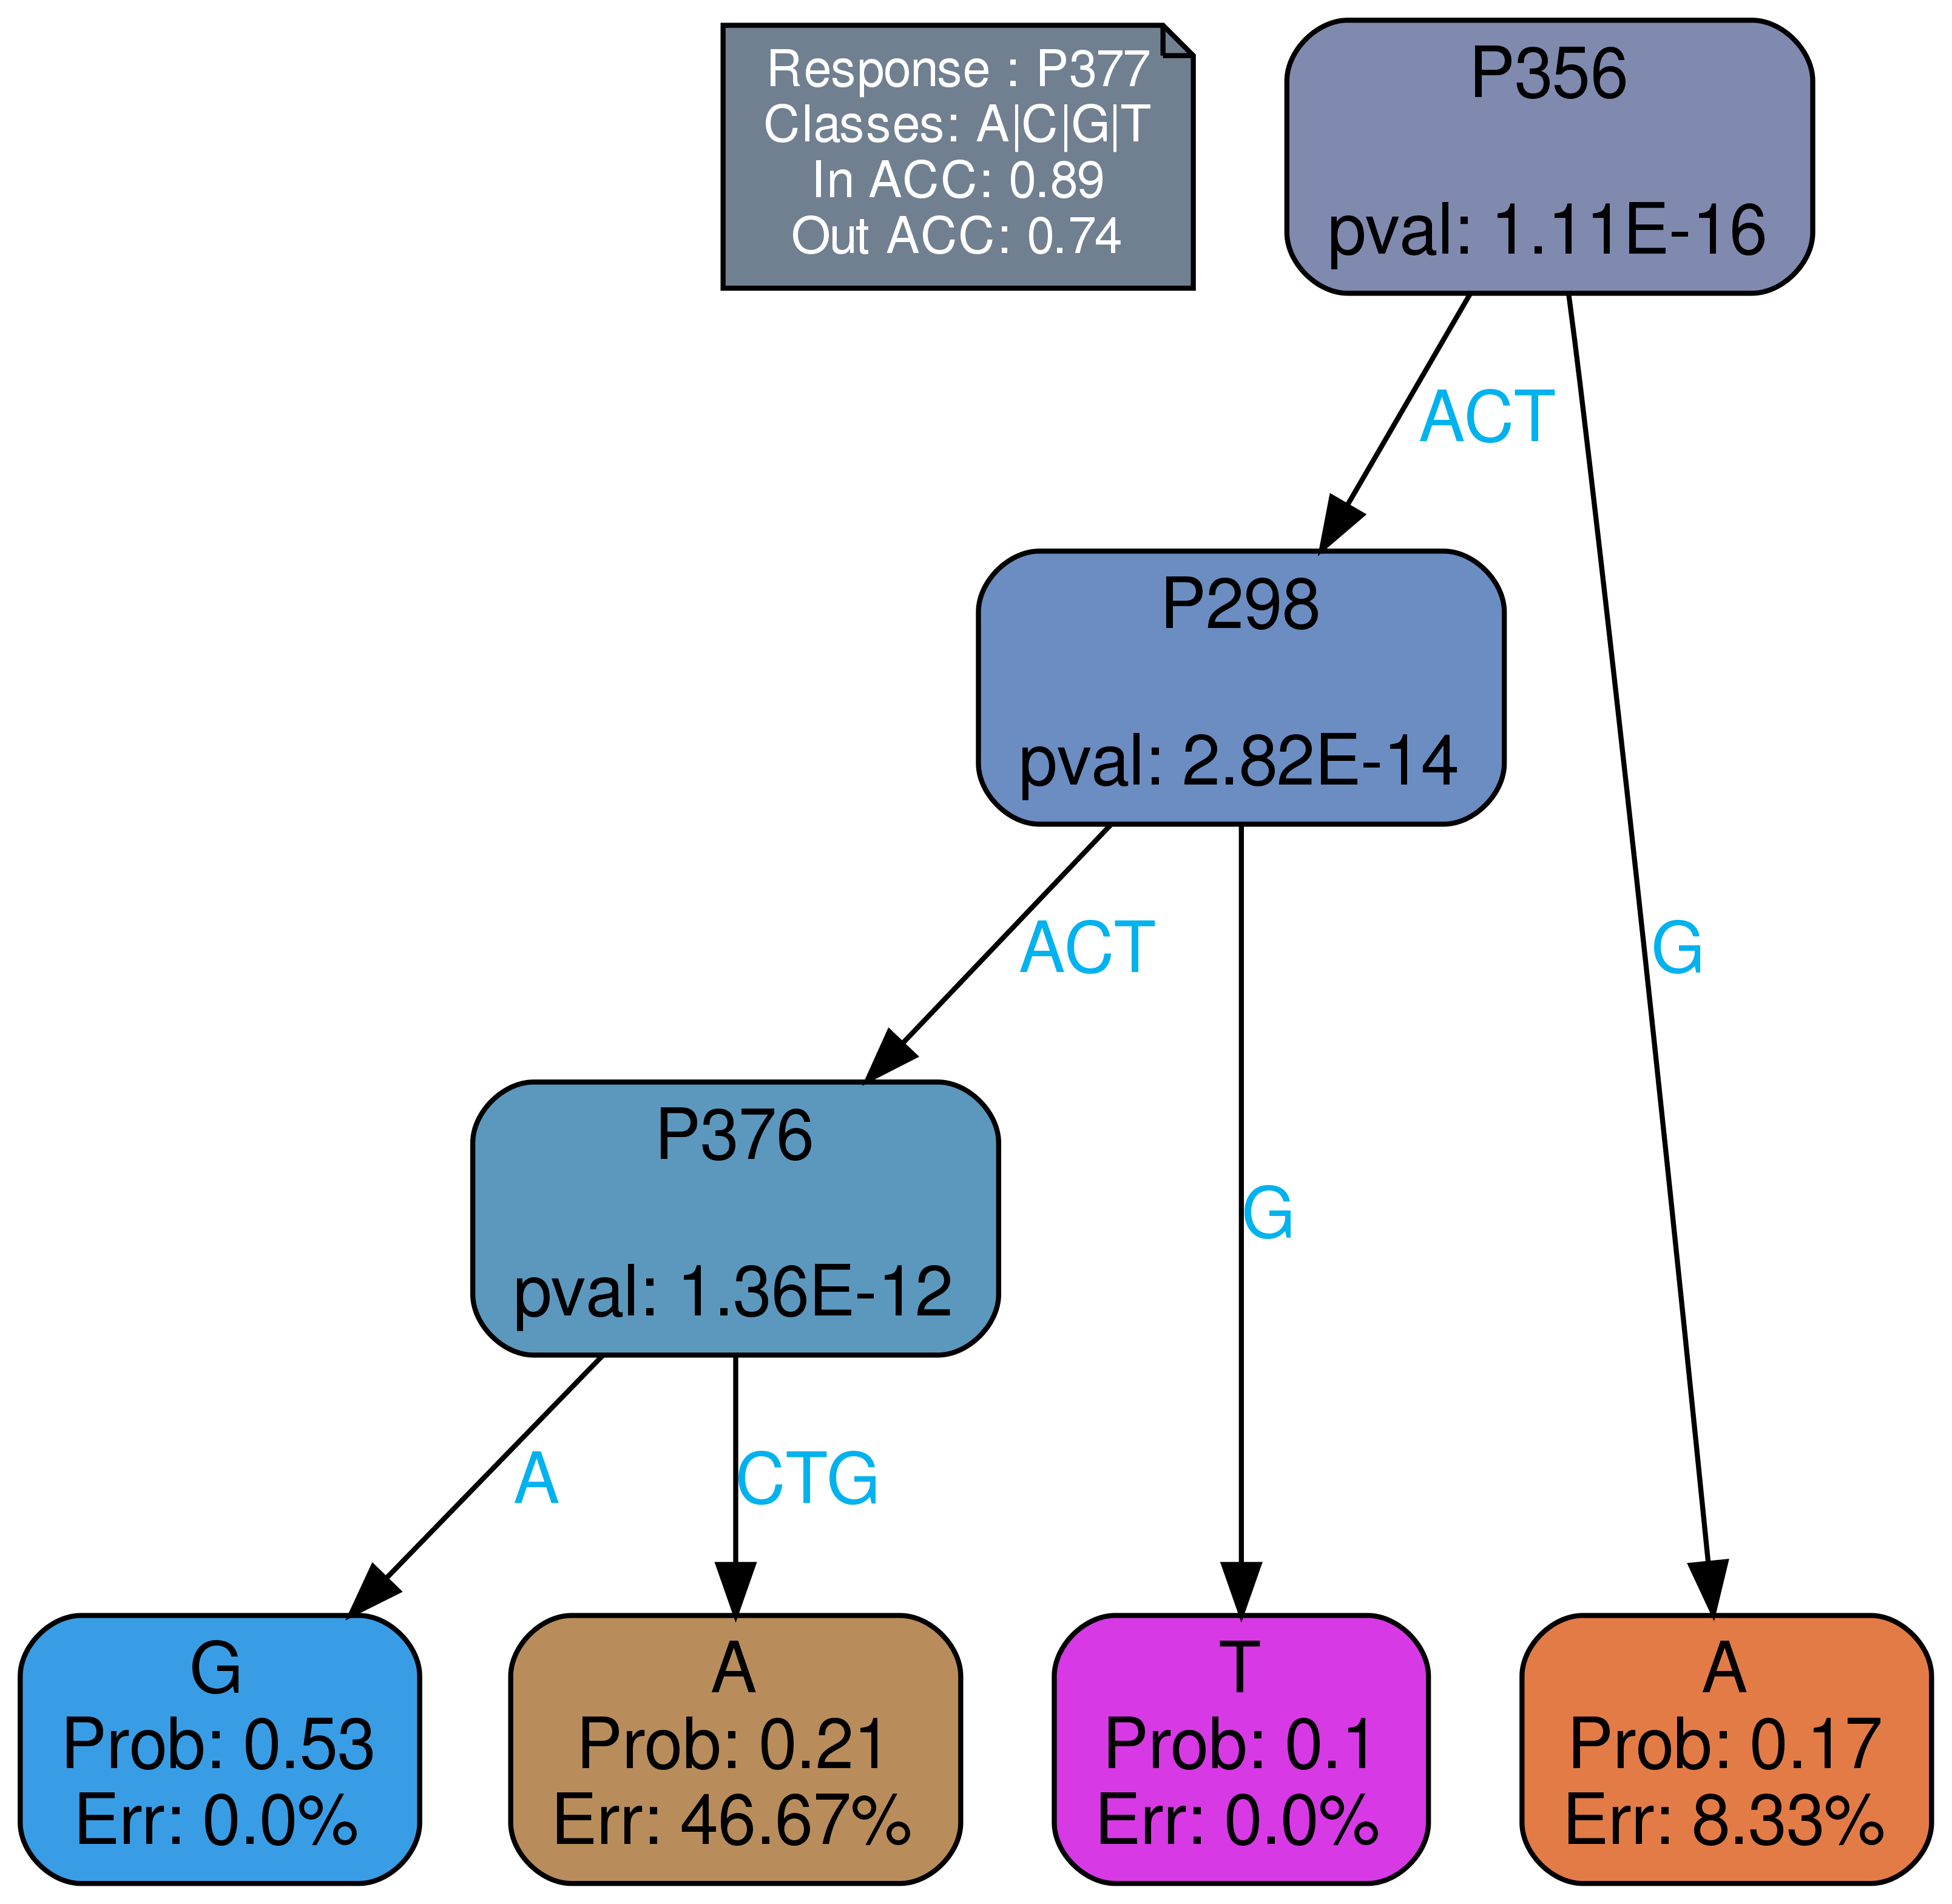 Response : P377
Classes: A|C|G|T
In ACC: 0.89
Out ACC: 0.74
P356
pval: 1.11E-16
ACT
G
P298
pval: 2.82E-14
ACT
G
P376
pval: 1.36E-12
A
CTG
G
Prob: 0.53
Err: 0.0%
A
Prob: 0.21
Err: 46.67%
T
Prob: 0.1
Err: 0.0%
A
Prob: 0.17
Err: 8.33%